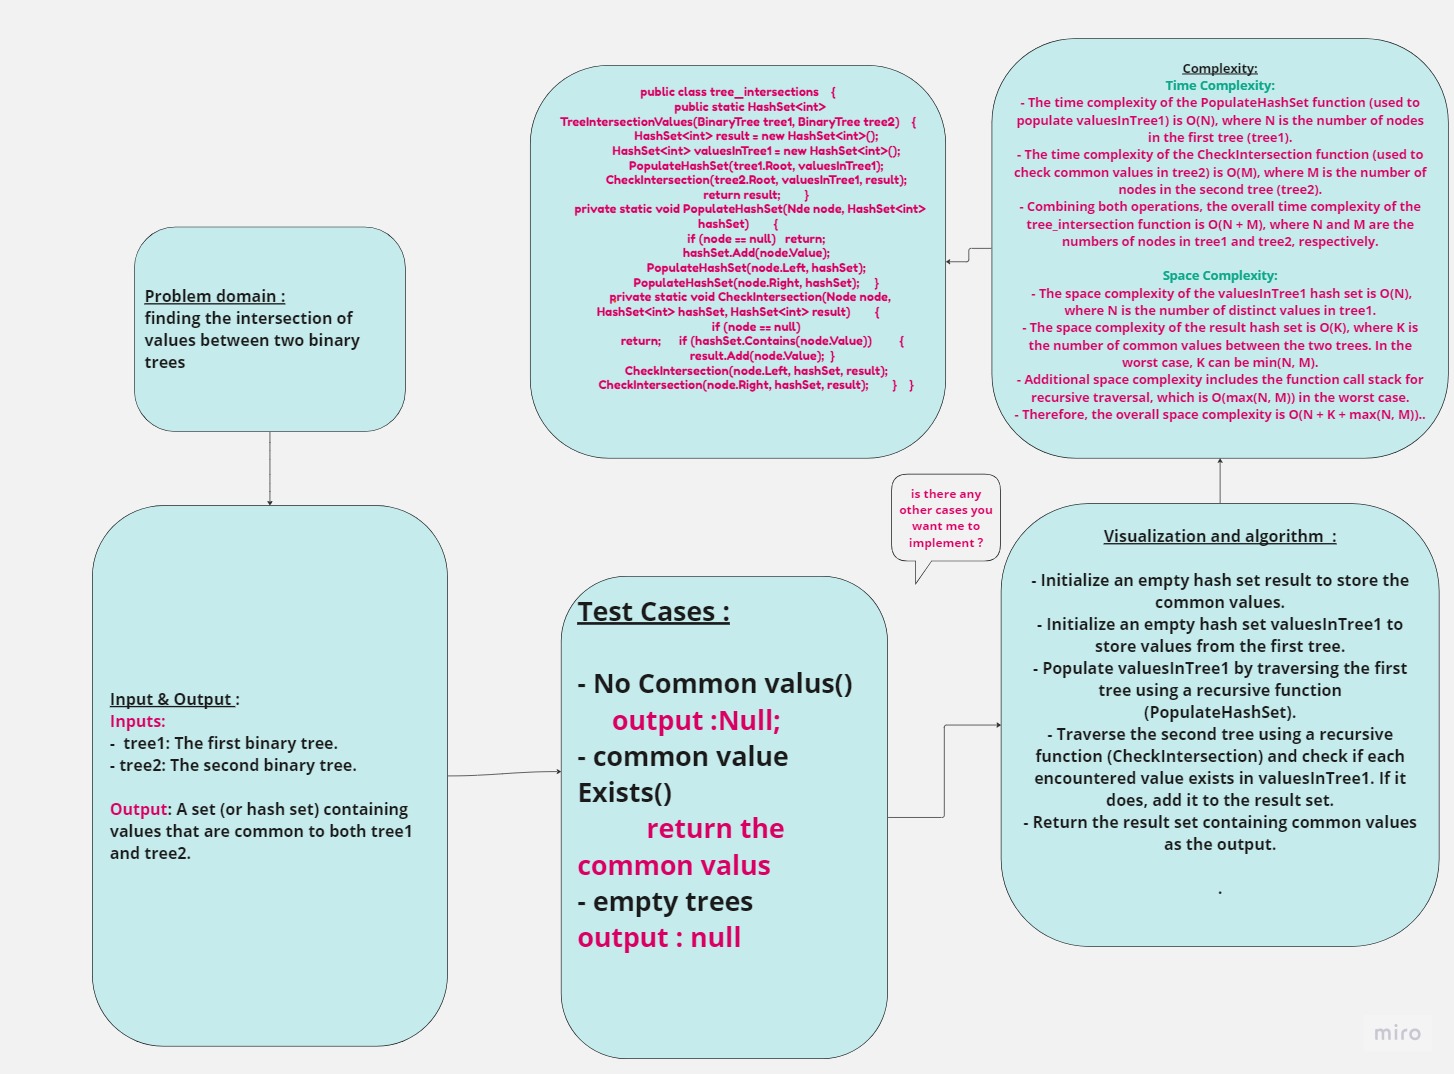 Problem domain :
finding the intersection of
values between two binary
trees
Input & Output :
Inputs:
-  tree1: The first binary tree.
- tree2: The second binary tree.
Output: A set (or hash set) containing
values that are common to both tree1
and tree2.
Test Cases :
- No Common valus()
output :Null;
- common value
Exists()
return the
common valus
- empty trees
output : null
is there any
other cases you
want me to
implement ?
Visualization and algorithm  :
- Initialize an empty hash set result to store the
common values.
- Initialize an empty hash set valuesInTree1 to
store values from the first tree.
- Populate valuesInTree1 by traversing the first
tree using a recursive function
(PopulateHashSet).
- Traverse the second tree using a recursive
function (CheckIntersection) and check if each
encountered value exists in valuesInTree1. If it
does, add it to the result set.
- Return the result set containing common values
as the output.
.
Complexity:
Time Complexity:
- The time complexity of the PopulateHashSet function (used to
populate valuesInTree1) is O(N), where N is the number of nodes
in the first tree (tree1).
- The time complexity of the CheckIntersection function (used to
check common values in tree2) is O(M), where M is the number of
nodes in the second tree (tree2).
- Combining both operations, the overall time complexity of the
tree_intersection function is O(N + M), where N and M are the
numbers of nodes in tree1 and tree2, respectively.
Space Complexity:
- The space complexity of the valuesInTree1 hash set is O(N),
where N is the number of distinct values in tree1.
- The space complexity of the result hash set is O(K), where K is
the number of common values between the two trees. In the
worst case, K can be min(N, M).
- Additional space complexity includes the function call stack for
recursive traversal, which is O(max(N, M)) in the worst case.
- Therefore, the overall space complexity is O(N + K + max(N, M))..
public class tree_intersections    {
public static HashSet<int>
TreeIntersectionValues(BinaryTree tree1, BinaryTree tree2)    {
HashSet<int> result = new HashSet<int>();
HashSet<int> valuesInTree1 = new HashSet<int>();
PopulateHashSet(tree1.Root, valuesInTree1);
CheckIntersection(tree2.Root, valuesInTree1, result);
return result;        }
private static void PopulateHashSet(Nde node, HashSet<int>
hashSet)        {
if (node == null)   return;
hashSet.Add(node.Value);
PopulateHashSet(node.Left, hashSet);
PopulateHashSet(node.Right, hashSet);     }
private static void CheckIntersection(Node node,
HashSet<int> hashSet, HashSet<int> result)        {
if (node == null)
return;      if (hashSet.Contains(node.Value))         {
result.Add(node.Value);  }
CheckIntersection(node.Left, hashSet, result);
CheckIntersection(node.Right, hashSet, result);        }    }
miro